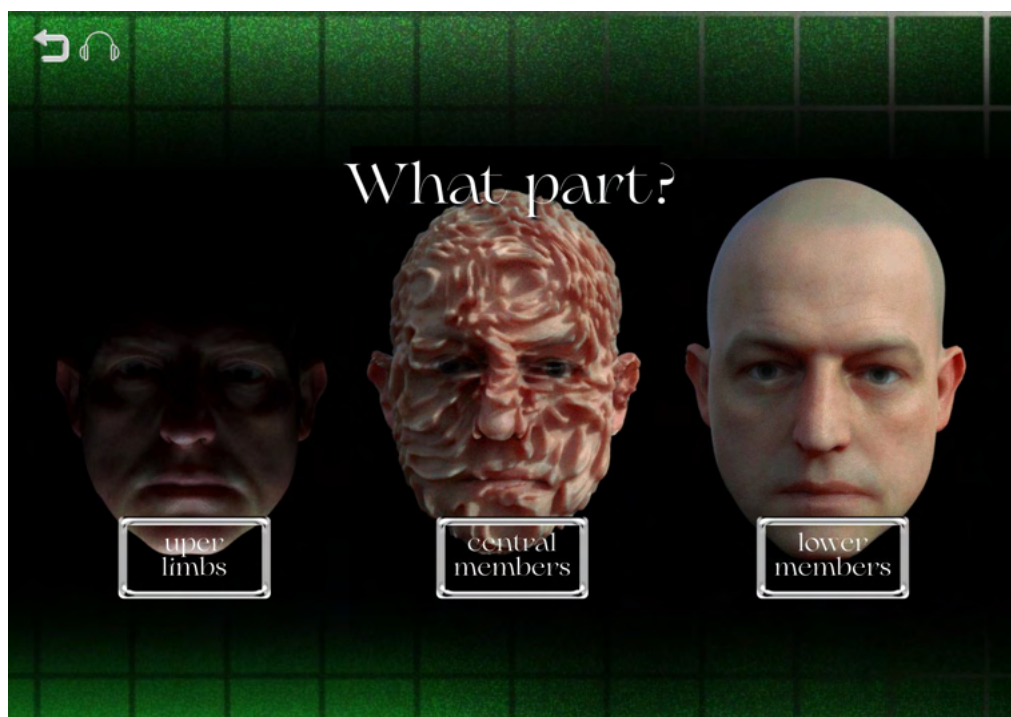 What part?
uper
limbs
central
members
lower
members